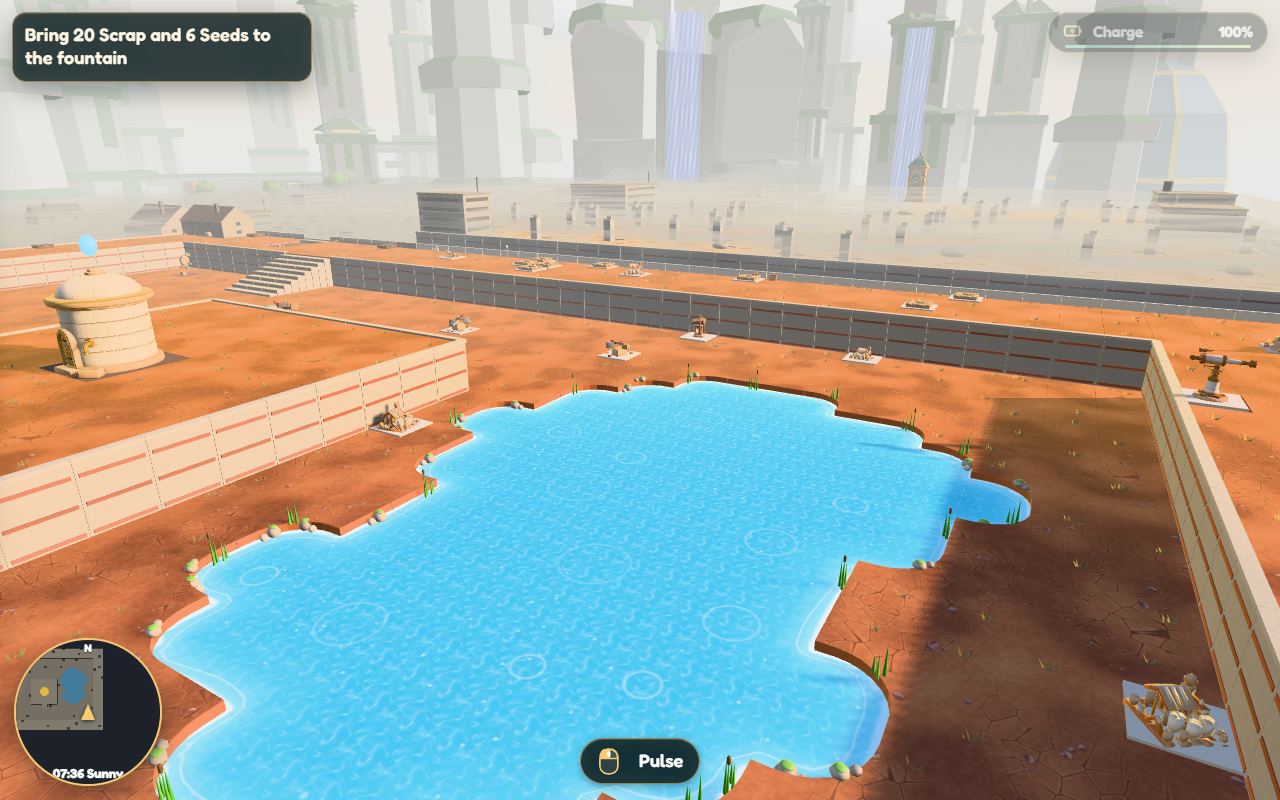 Bring 20 Scrap and 6 Seeds to
the fountain
Charge 100%
N
07:36 Sunny
Pulse